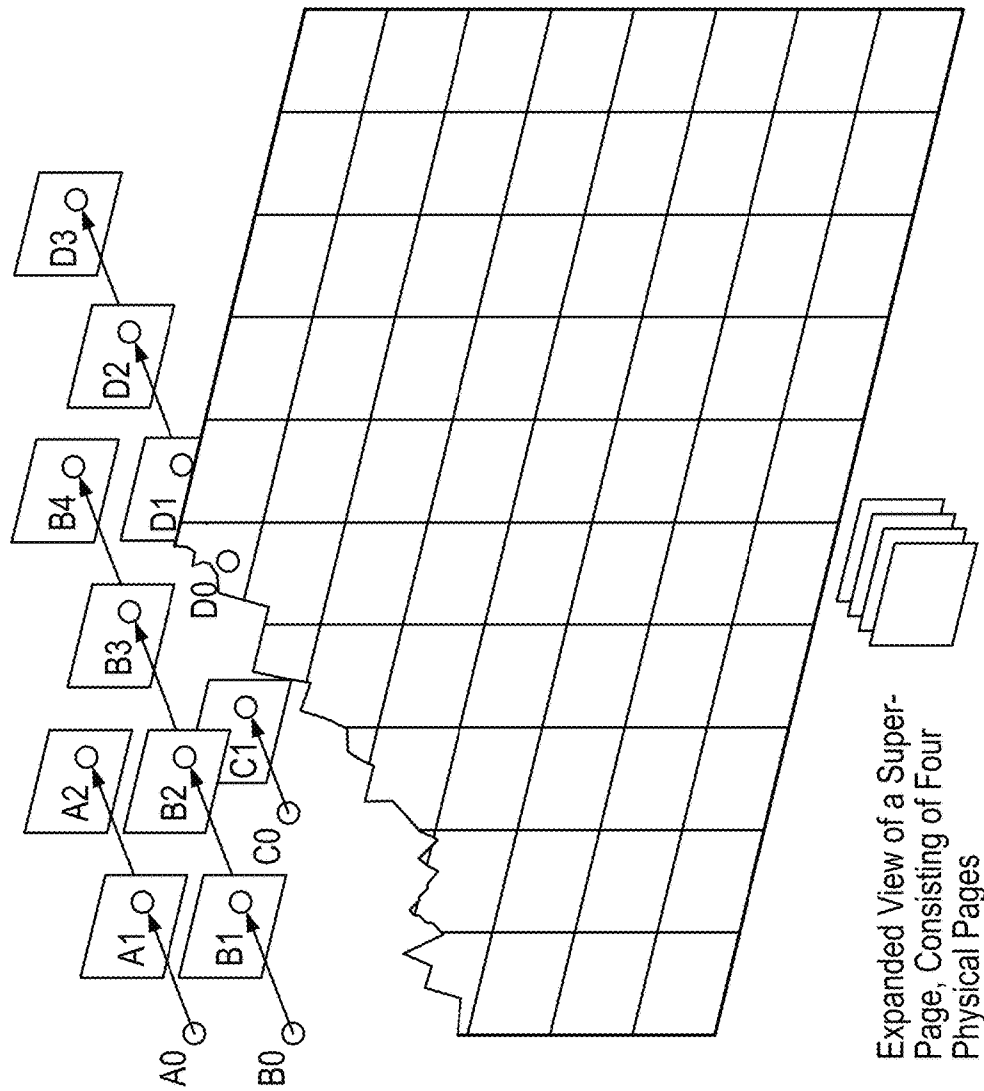 A0
A1
A2
B0
B1
B2
B3
B4
C0
C1
D0
D1
D2
D3
Expanded View of a Super-
Page, Consisting of Four
Physical Pages